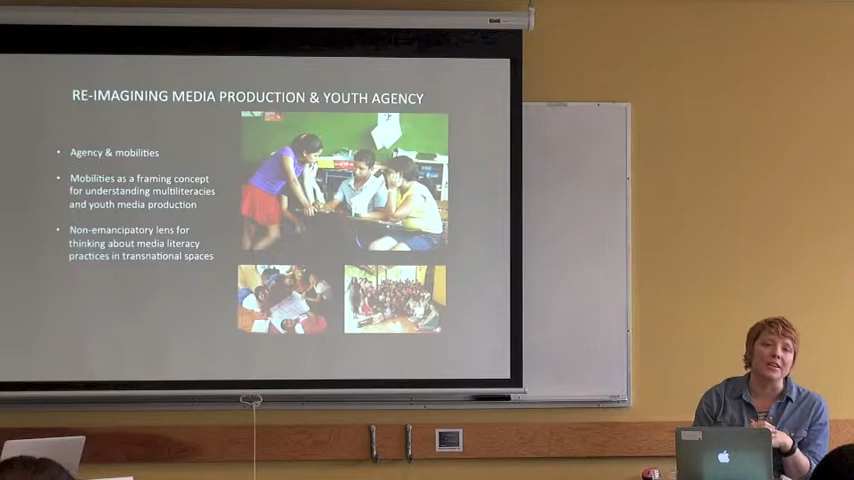 RE-IMAGINING MEDIA PRODUCTION & YOUTH AGENCY
• Agency & mobilities
• Mobilities as a framing concept
for understanding multiliteracies
and youth media production
• Non-emancipatory lens for
thinking about media literacy
practices in transnational spaces